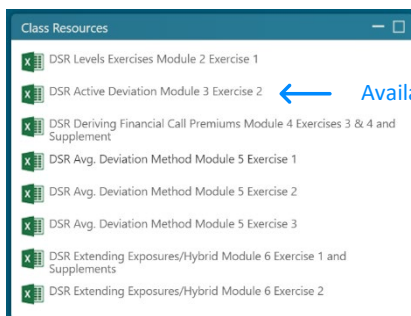 Class Resources
DSR Levels Exercises Module 2 Exercise 1
DSR Active Deviation Module 3 Exercise 2
Availa
DSR Deriving Financial Call Premiums Module 4 Exercises 3 & 4 and
Supplement
DSR Avg. Deviation Method Module 5 Exercise 1
DSR Avg. Deviation Method Module 5 Exercise 2
DSR Avg. Deviation Method Module 5 Exercise 3
DSR Extending Exposures/Hybrid Module 6 Exercise 1 and
Supplements
DSR Extending Exposures/Hybrid Module 6 Exercise 2